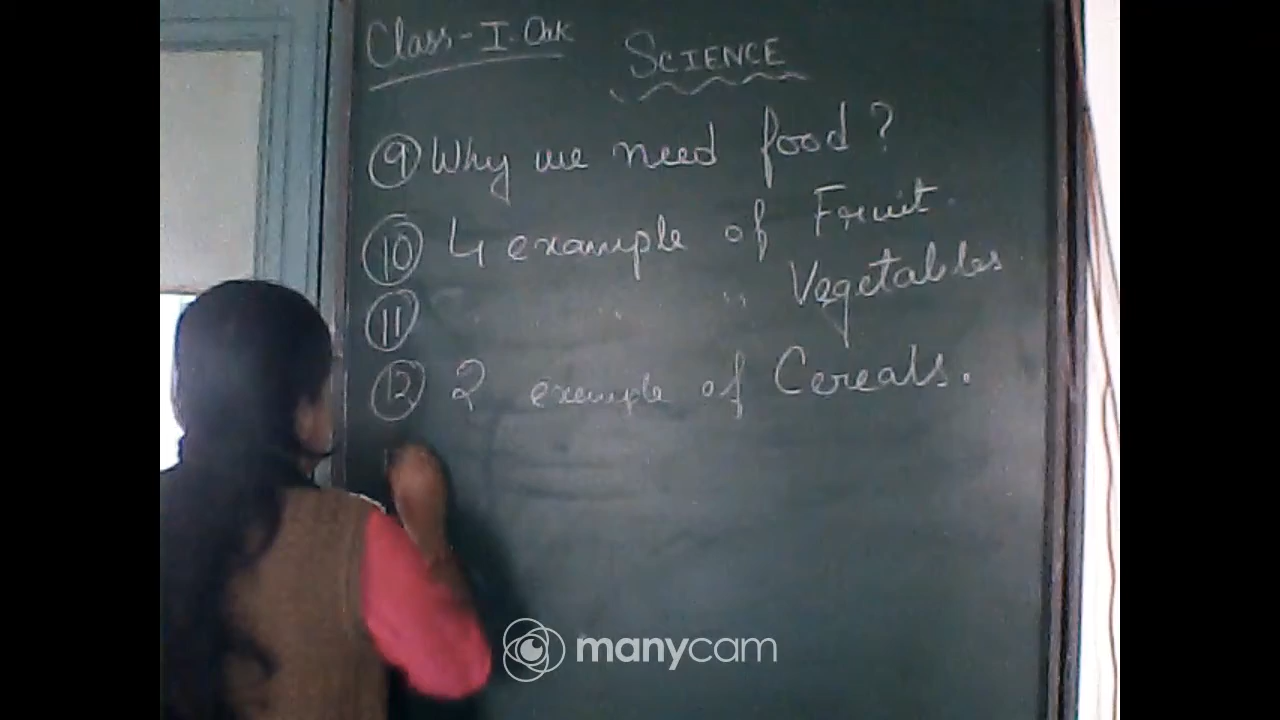 Class - I. Oak
SCIENCE
9 Why we need food ?
10 4 example of Fruit.
11 " " Vegetables
12 2 example of Cereals.
manycam